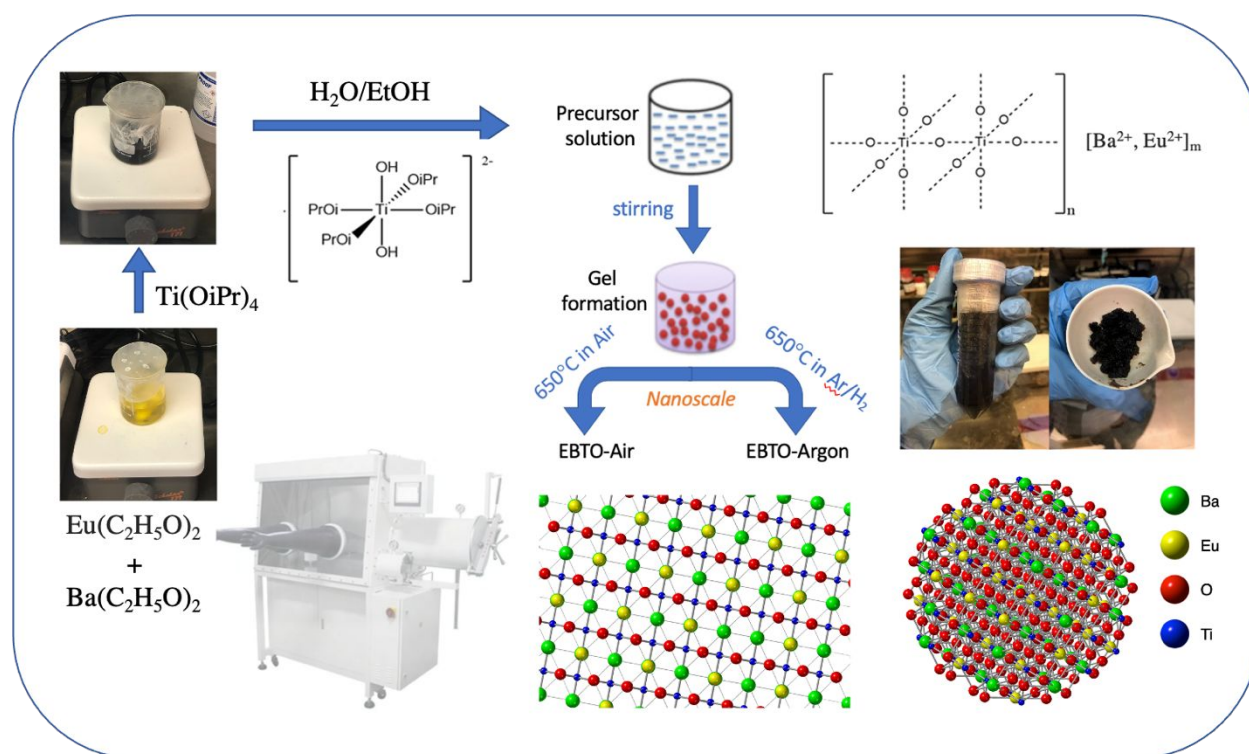 H₂O/EtOH
OH
OiPr
PrOi
Ti
OiPr
PrOi
OH
2-
Ti(OiPr)₄
Eu(C₂H₅O)₂
+
Ba(C₂H₅O)₂
Precursor
solution
stirring
Gel
formation
650°C in Air
650°C in Ar/H₂
Nanoscale
EBTO-Air
EBTO-Argon
O O
O O
O Ti O Ti O
O O
O O
n
[Ba²⁺, Eu²⁺]ₘ
Ba
Eu
O
Ti